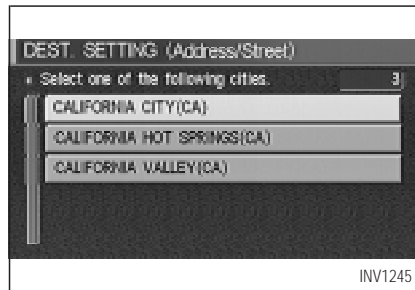 DEST. SETTING (Address/Street)
Select one of the following cities. 3
CALIFORNIA CITY(CA)
CALIFORNIA HOT SPRINGS(CA)
CALIFORNIA VALLEY(CA)
INV1245